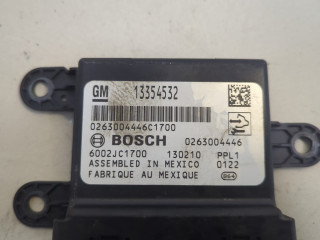 GM 13354532
0263004446C1700
BOSCH 0263004446
6002JC1700 130210 PPL1
ASSEMBLED IN MEXICO 0122
FABRIQUE AU MEXIQUE